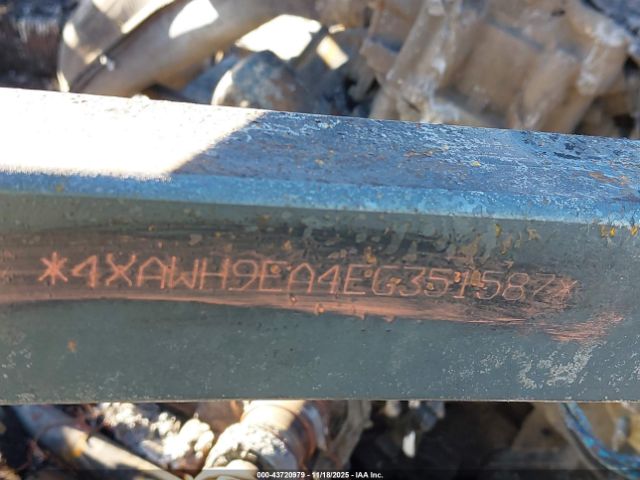 *4XAWH9EA4EG351587*
000-43720979 — 11/18/2025 — IAA Inc.